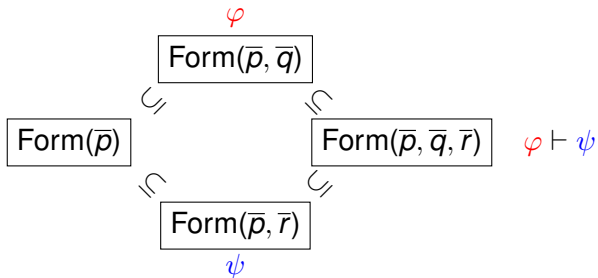 φ
Form(p̅, q̅)
⊆ ⊆
Form(p̅) Form(p̅, q̅, r̅) φ ⊢ ψ
⊆ ⊆
Form(p̅, r̅)
ψ